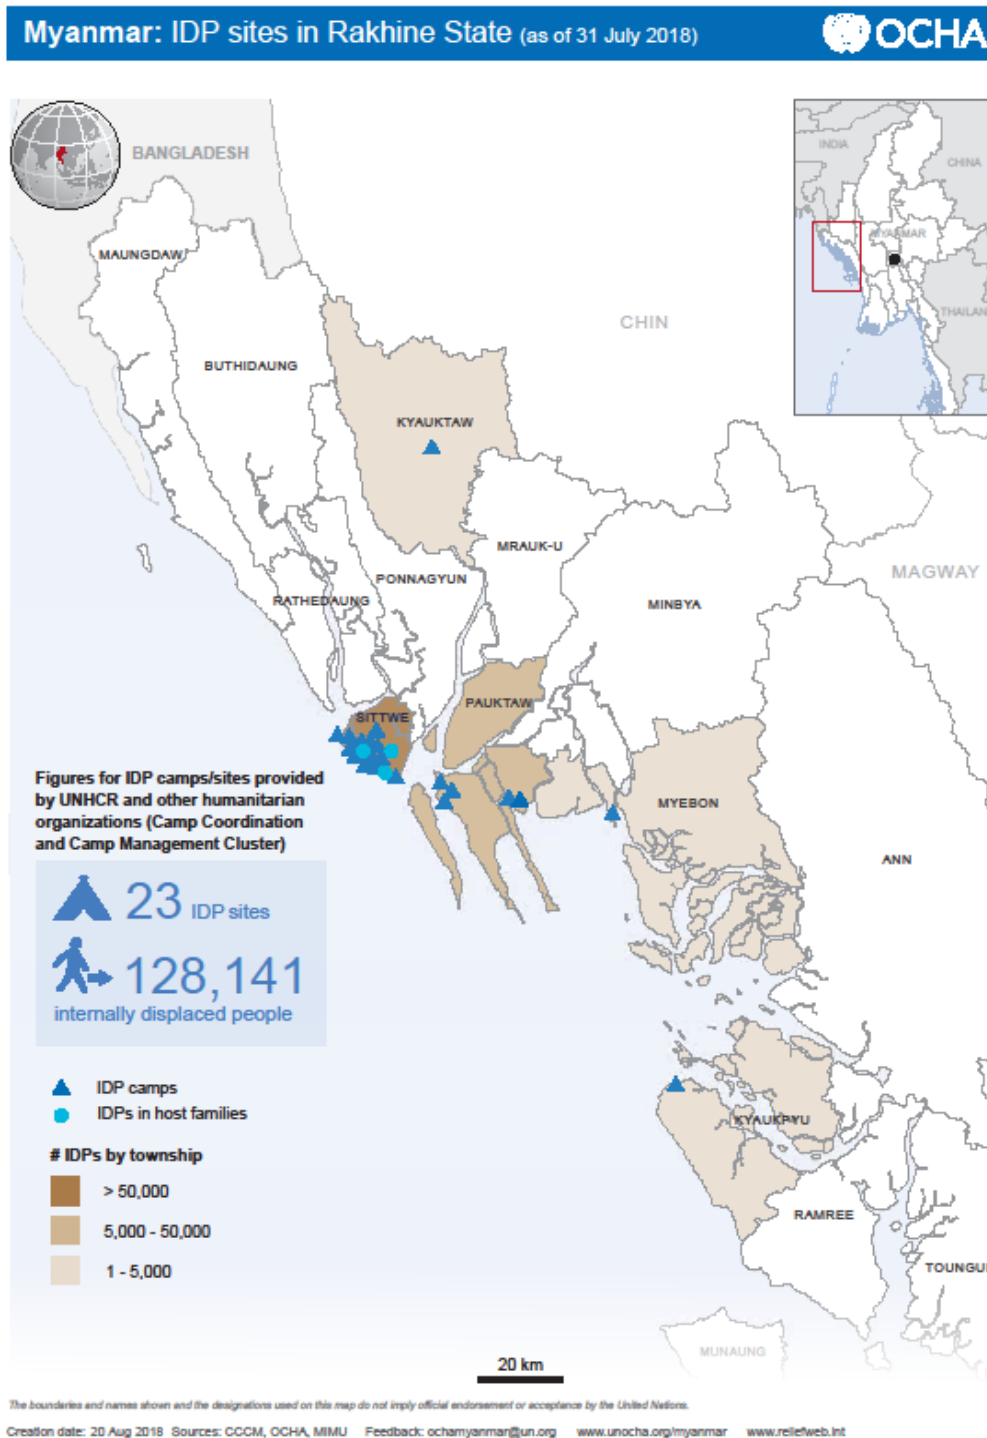 Myanmar: IDP sites in Rakhine State (as of 31 July 2018)
OCHA
BANGLADESH
INDIA
CHINA
MYANMAR
MAUNGDAW
THAILAN
CHIN
BUTHIDAUNG
KYAUKTAW
MRAUK-U
MAGWAY
PONNAGYUN
RATHEDAUNG
MINBYA
PAUKTAW
SITTWE
Figures for IDP camps/sites provided
by UNHCR and other humanitarian
organizations (Camp Coordination
and Camp Management Cluster)
MYEBON
ANN
23 IDP sites
128,141
internally displaced people
IDP camps
IDPs in host families
KYAUKPYU
# IDPs by township
> 50,000
5,000 - 50,000
1 - 5,000
RAMREE
TOUNGU
MUNAUNG
20 km
The boundaries and names shown and the designations used on this map do not imply official endorsement or acceptance by the United Nations.
Creation date: 20 Aug 2018 Sources: CCCM, OCHA, MIMU Feedback: ochamyanmar@un.org www.unocha.org/myanmar www.reliefweb.int